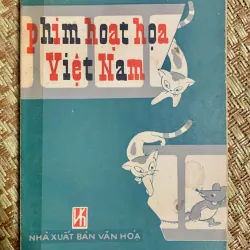 phim hoạt họa
Việt Nam
NHÀ XUẤT BẢN VĂN HÓA